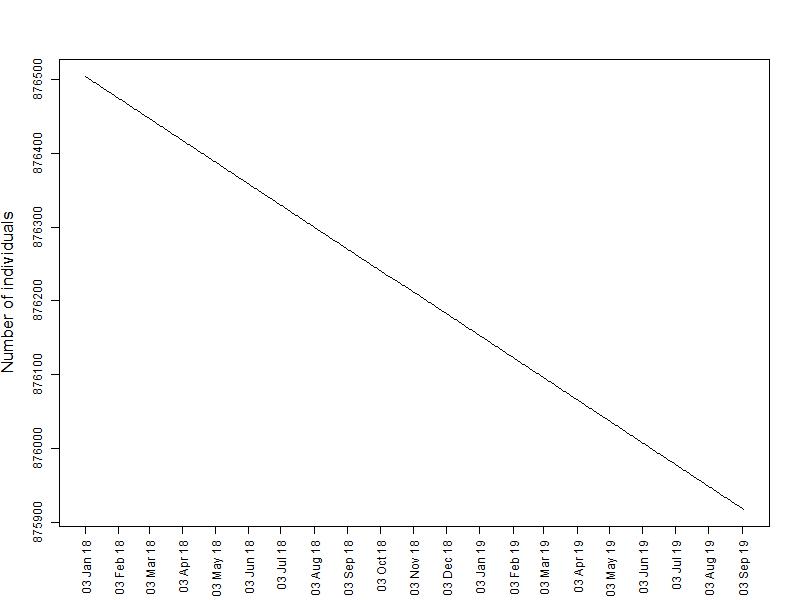 Number of individuals
876500
876400
876300
876200
876100
876000
875900
03 Jan 18
03 Feb 18
03 Mar 18
03 Apr 18
03 May 18
03 Jun 18
03 Jul 18
03 Aug 18
03 Sep 18
03 Oct 18
03 Nov 18
03 Dec 18
03 Jan 19
03 Feb 19
03 Mar 19
03 Apr 19
03 May 19
03 Jun 19
03 Jul 19
03 Aug 19
03 Sep 19